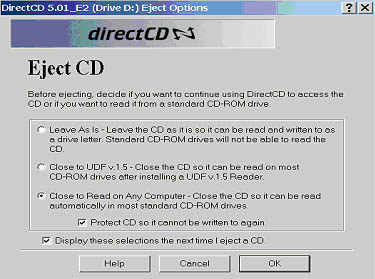 DirectCD 5.01_E2 (Drive D:) Eject Options
directCD
Eject CD
Before ejecting, decide if you want to continue using DirectCD to access the
CD or if you want to read it from a standard CD-ROM drive.
Leave As Is - Leave the CD as it is so it can be read and written to as
a drive letter. Standard CD-ROM drives will not be able to read the
CD.
Close to UDF v.1.5 - Close the CD so it can be read on most
CD-ROM drives after installing a UDF v.1.5 Reader.
Close to Read on Any Computer - Close the CD so it can be read
automatically in most standard CD-ROM drives.
Protect CD so it cannot be written to again.
Display these selections the next time I eject a CD.
Help Cancel OK